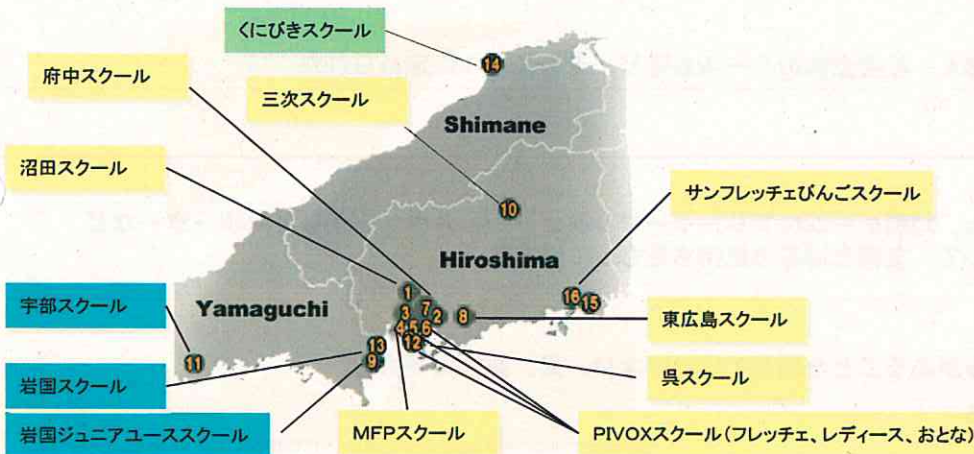 くにびきスクール
府中スクール
三次スクール
沼田スクール
サンフレッチェびんごスクール
宇部スクール
岩国スクール
岩国ジュニアユーススクール
MFPスクール
PIVOXスクール(フレッチェ、レディース、おとな)
呉スクール
東広島スクール
Shimane
Hiroshima
Yamaguchi
14
10
1
7
3
2
8
16
15
4
5
6
12
13
9
11